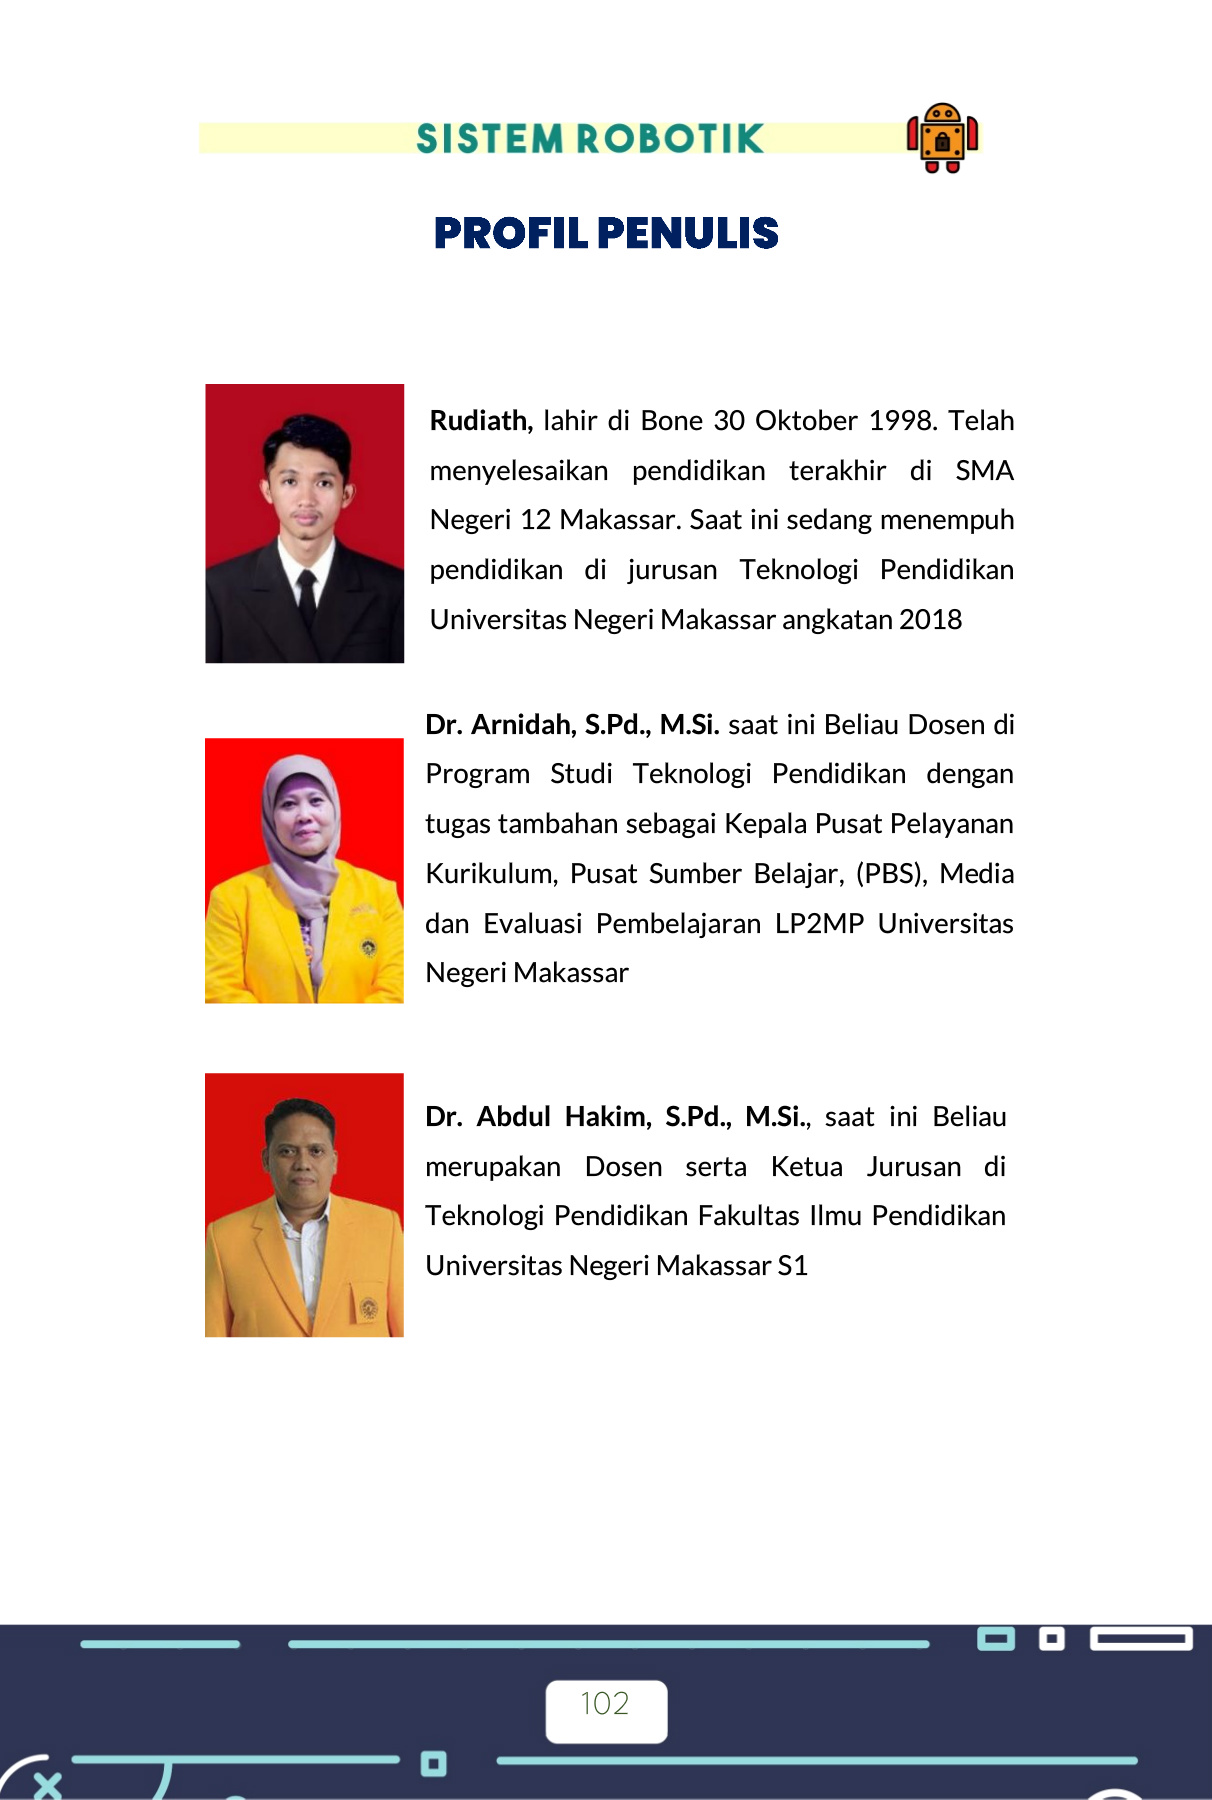 SISTEM ROBOTIK
PROFIL PENULIS
Rudiath, lahir di Bone 30 Oktober 1998. Telah
menyelesaikan pendidikan terakhir di SMA
Negeri 12 Makassar. Saat ini sedang menempuh
pendidikan di jurusan Teknologi Pendidikan
Universitas Negeri Makassar angkatan 2018
Dr. Arnidah, S.Pd., M.Si. saat ini Beliau Dosen di
Program Studi Teknologi Pendidikan dengan
tugas tambahan sebagai Kepala Pusat Pelayanan
Kurikulum, Pusat Sumber Belajar, (PBS), Media
dan Evaluasi Pembelajaran LP2MP Universitas
Negeri Makassar
Dr. Abdul Hakim, S.Pd., M.Si., saat ini Beliau
merupakan Dosen serta Ketua Jurusan di
Teknologi Pendidikan Fakultas Ilmu Pendidikan
Universitas Negeri Makassar S1
102